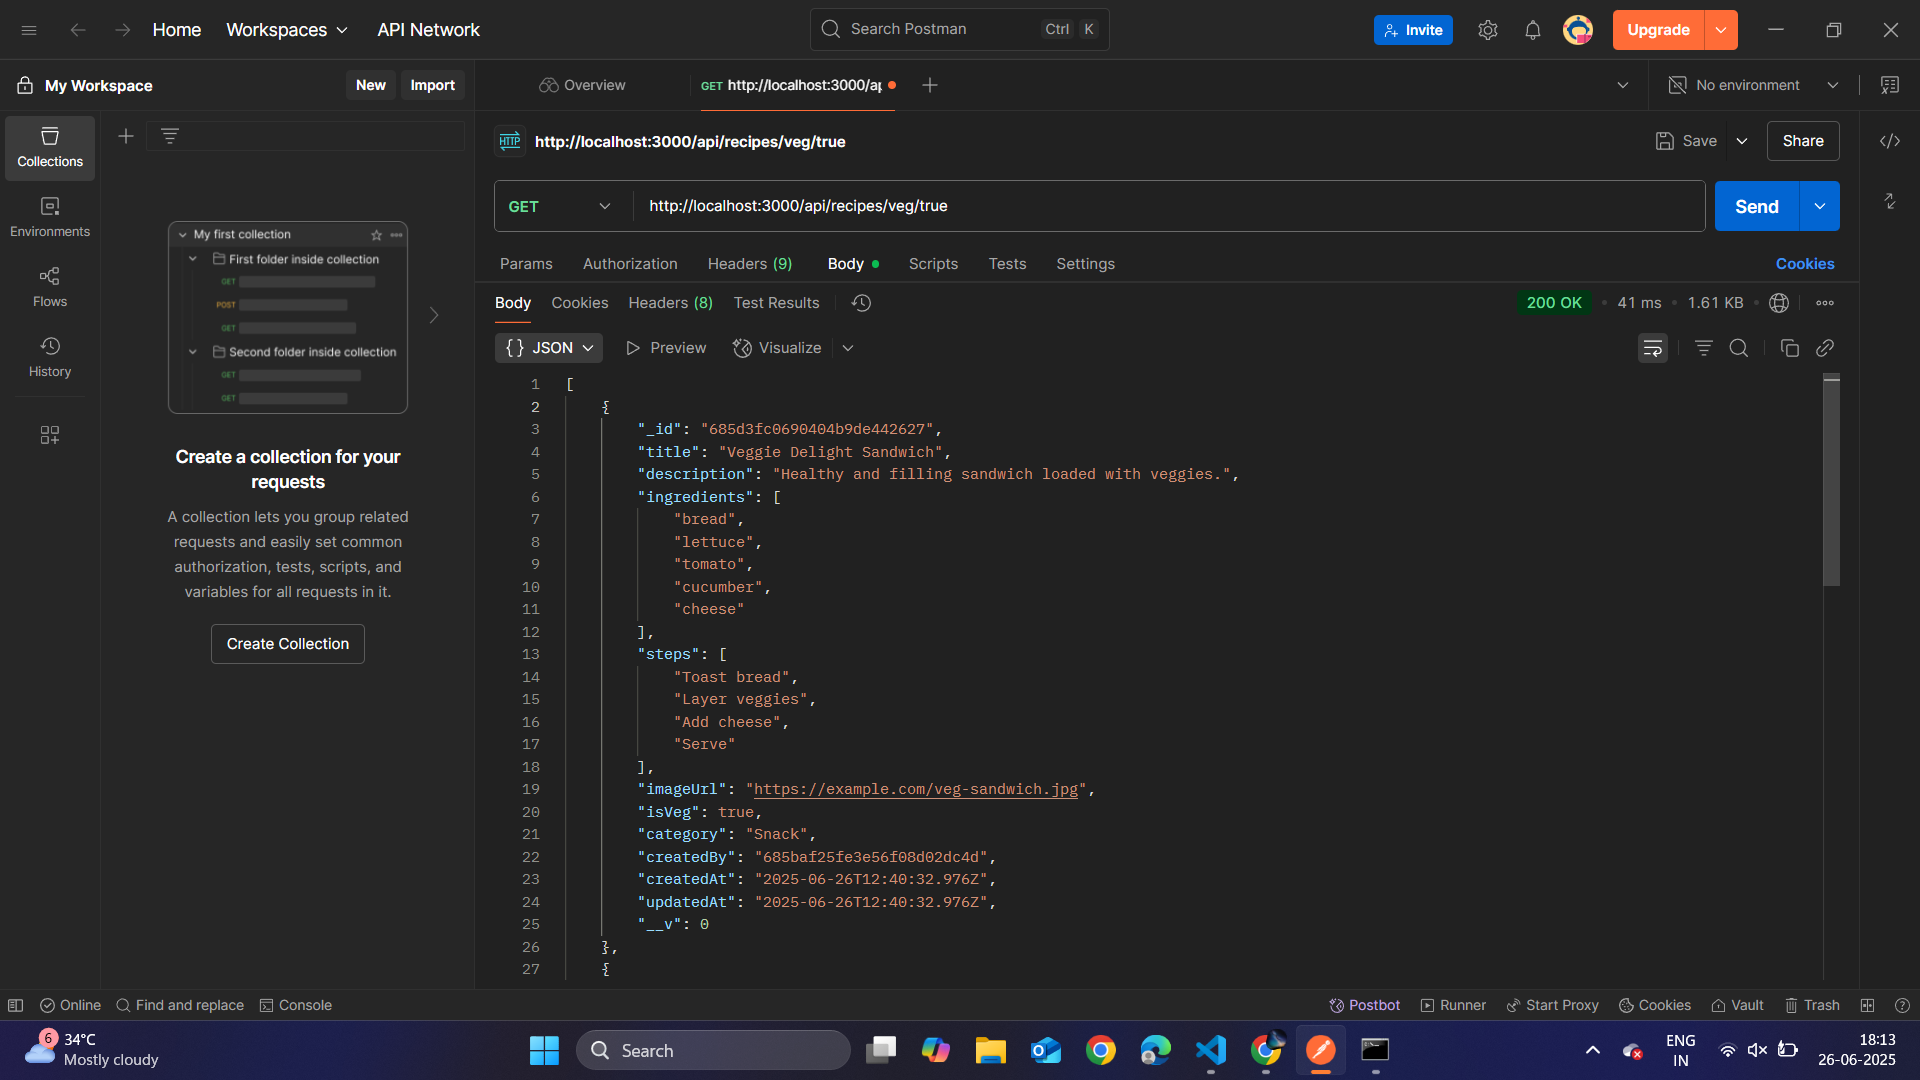 Home
Workspaces
API Network
Search Postman
Ctrl
K
Invite
Upgrade
My Workspace
New
Import
Overview
GET http://localhost:3000/ap
No environment
Collections
Environments
Flows
History
My first collection
First folder inside collection
GET
POST
GET
Second folder inside collection
GET
GET
Create a collection for your
requests
A collection lets you group related
requests and easily set common
authorization, tests, scripts, and
variables for all requests in it.
Create Collection
HTTP
http://localhost:3000/api/recipes/veg/true
Save
Share
GET
http://localhost:3000/api/recipes/veg/true
Send
Params
Authorization
Headers (9)
Body
Scripts
Tests
Settings
Cookies
Body
Cookies
Headers (8)
Test Results
200 OK
41 ms
1.61 KB
{} JSON
Preview
Visualize
1 [
2 {
3 "_id": "685d3fc0690404b9de442627",
4 "title": "Veggie Delight Sandwich",
5 "description": "Healthy and filling sandwich loaded with veggies.",
6 "ingredients": [
7 "bread",
8 "lettuce",
9 "tomato",
10 "cucumber",
11 "cheese"
12 ],
13 "steps": [
14 "Toast bread",
15 "Layer veggies",
16 "Add cheese",
17 "Serve"
18 ],
19 "imageUrl": "https://example.com/veg-sandwich.jpg",
20 "isVeg": true,
21 "category": "Snack",
22 "createdBy": "685baf25fe3e56f08d02dc4d",
23 "createdAt": "2025-06-26T12:40:32.976Z",
24 "updatedAt": "2025-06-26T12:40:32.976Z",
25 "__v": 0
26 },
27 {
Online
Find and replace
Console
Postbot
Runner
Start Proxy
Cookies
Vault
Trash
6
34°C
Mostly cloudy
Search
ENG
IN
18:13
26-06-2025